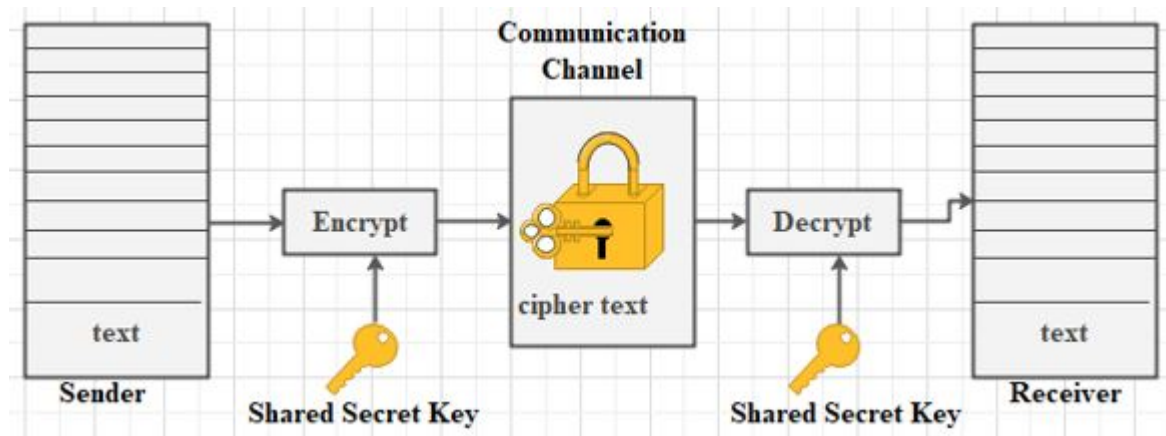 Communication
Channel
Encrypt
Decrypt
cipher text
text
text
Sender
Shared Secret Key
Shared Secret Key
Receiver